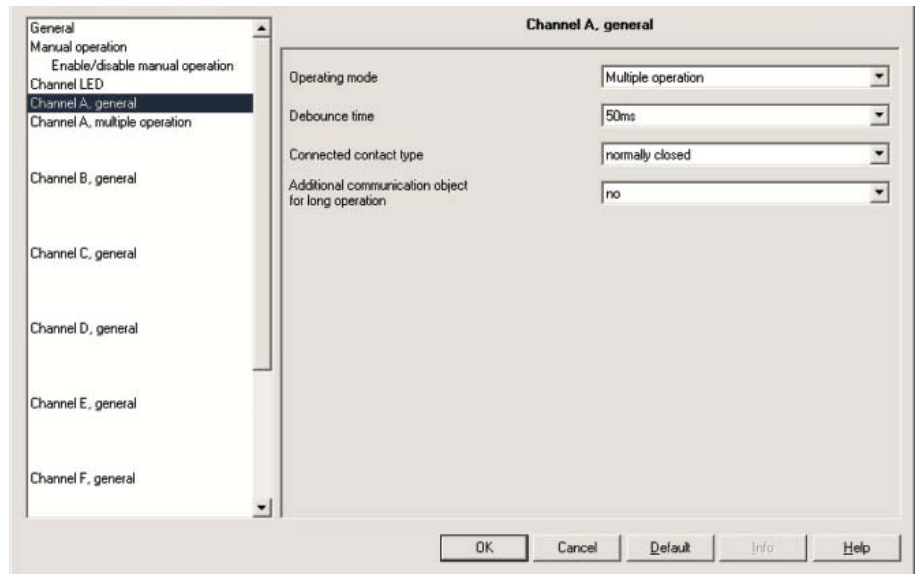 Channel A, general
General
Manual operation
Enable/disable manual operation
Channel LED
Channel A, general
Channel A, multiple operation
Channel B, general
Channel C, general
Channel D, general
Channel E, general
Channel F, general
Operating mode
Multiple operation
Debounce time
50ms
Connected contact type
normally closed
Additional communication object
for long operation
no
OK
Cancel
Default
Info
Help